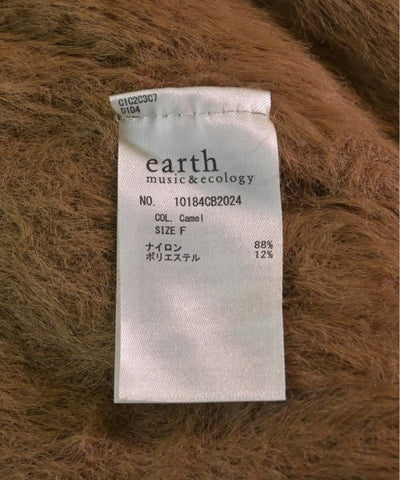 C1C2C3C7
D1D4
earth
music&ecology
NO. 10184CB2024
COL. Camel
SIZE F
ナイロン 88%
ポリエステル 12%